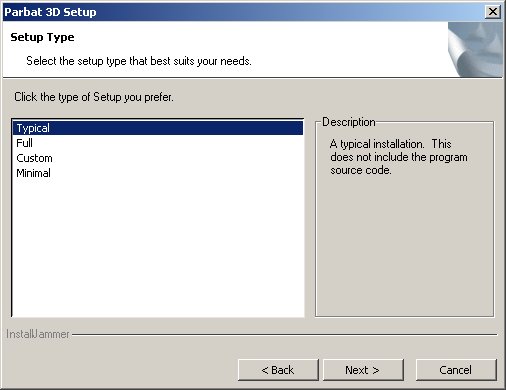 Parbat 3D Setup
Setup Type
Select the setup type that best suits your needs.
Click the type of Setup you prefer.
Typical
Full
Custom
Minimal
Description
A typical installation. This
does not include the program
source code.
InstallJammer
< Back
Next >
Cancel